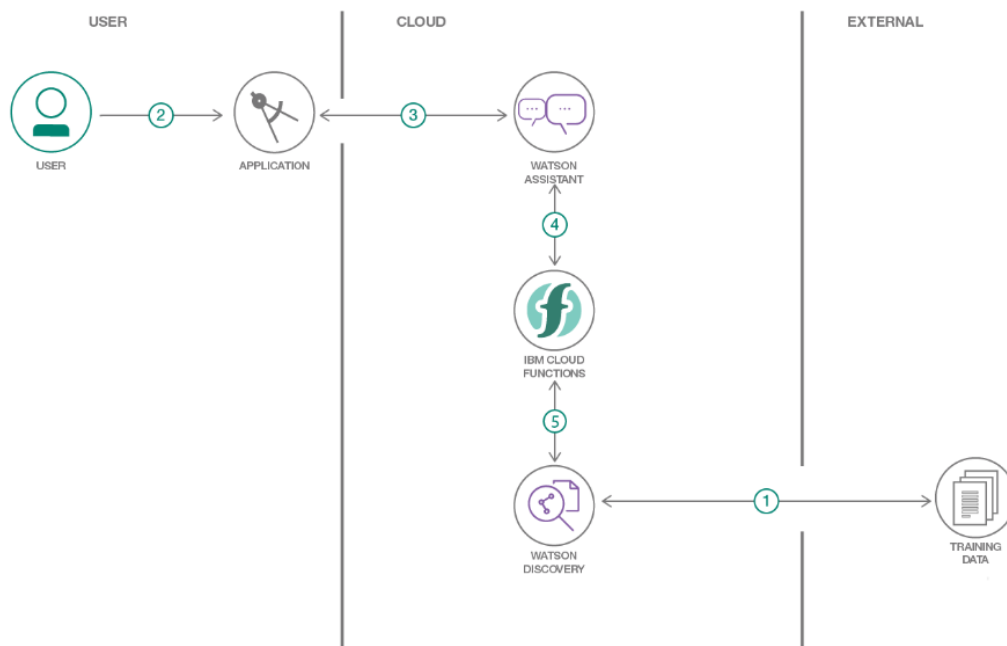 USER
CLOUD
EXTERNAL
2
3
USER
APPLICATION
WATSON
ASSISTANT
4
IBM CLOUD
FUNCTIONS
5
1
WATSON
DISCOVERY
TRAINING
DATA